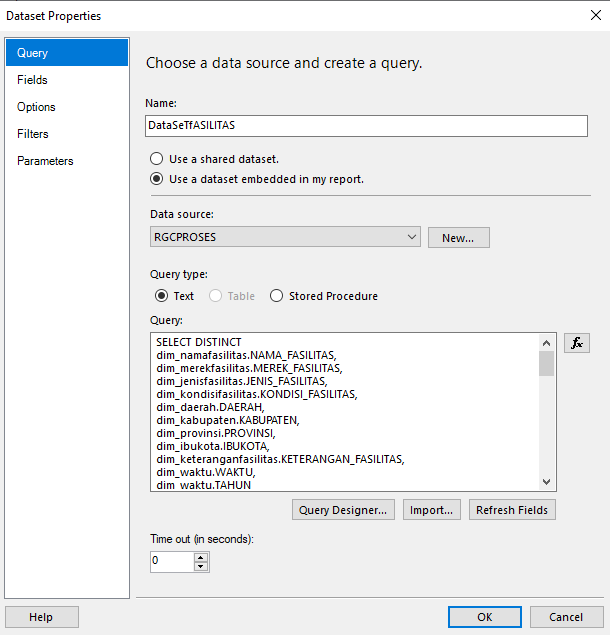 Dataset Properties
Query
Fields
Options
Filters
Parameters
Choose a data source and create a query.
Name:
DataSeTfASILITAS
Use a shared dataset.
Use a dataset embedded in my report.
Data source:
RGCPROSES
New...
Query type:
Text
Table
Stored Procedure
Query:
SELECT DISTINCT
dim_namafasilitas.NAMA_FASILITAS,
dim_merekfasilitas.MEREK_FASILITAS,
dim_jenisfasilitas.JENIS_FASILITAS,
dim_kondisifasilitas.KONDISI_FASILITAS,
dim_daerah.DAERAH,
dim_kabupaten.KABUPATEN,
dim_provinsi.PROVINSI,
dim_ibukota.IBUKOTA,
dim_keteranganfasilitas.KETERANGAN_FASILITAS,
dim_waktu.WAKTU,
dim_waktu.TAHUN
fx
Query Designer...
Import...
Refresh Fields
Time out (in seconds):
0
Help
OK
Cancel